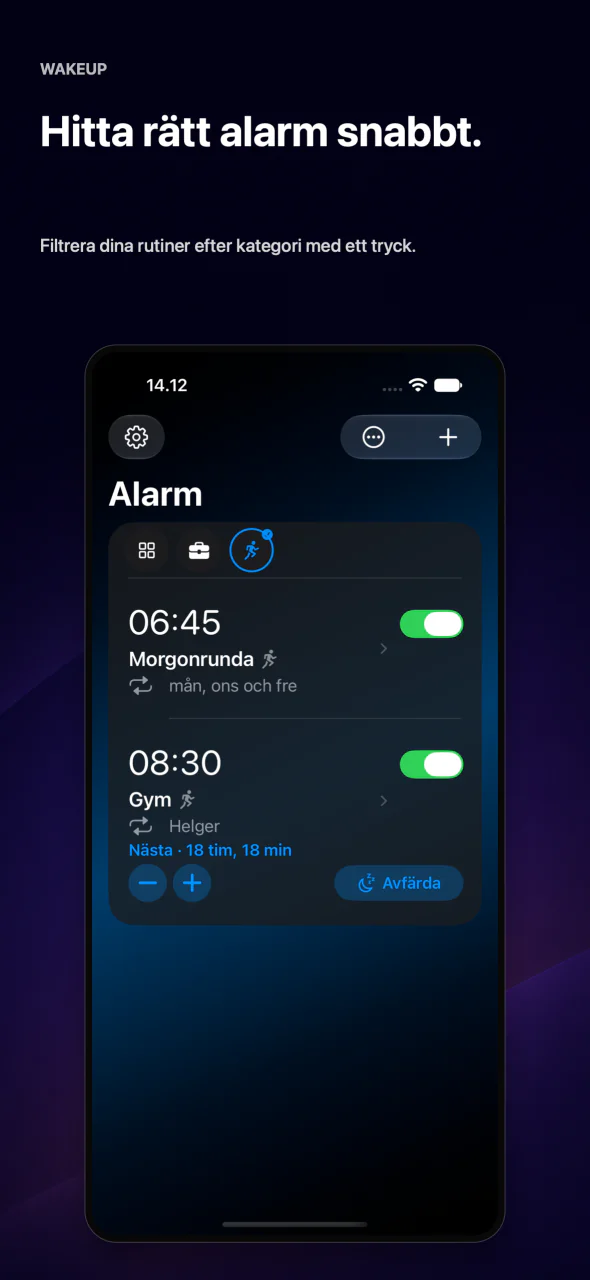 WAKEUP
Hitta rätt alarm snabbt.
Filtrera dina rutiner efter kategori med ett tryck.
14.12
Alarm
06:45
Morgonrunda
mån, ons och fre
08:30
Gym
Helger
Nästa · 18 tim, 18 min
Avfärda